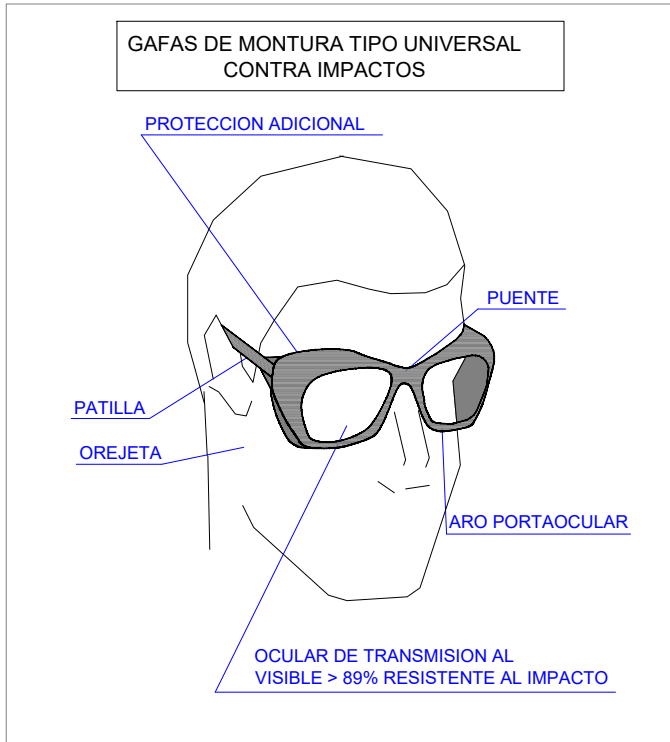 GAFAS DE MONTURA TIPO UNIVERSAL
CONTRA IMPACTOS
PROTECCION ADICIONAL
PUENTE
PATILLA
OREJETA
ARO PORTAOCULAR
OCULAR DE TRANSMISION AL
VISIBLE > 89% RESISTENTE AL IMPACTO